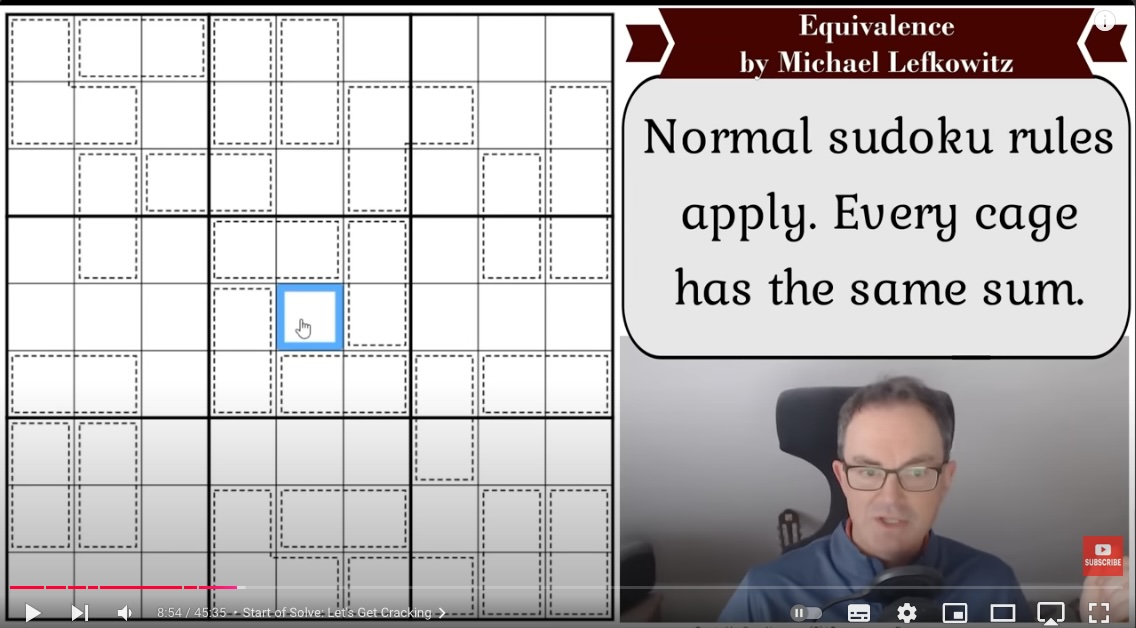 Equivalence
by Michael Lefkowitz
Normal sudoku rules
apply. Every cage
has the same sum.
SUBSCRIBE
8:54 / 45:35 • Start of Solve: Let's Get Cracking